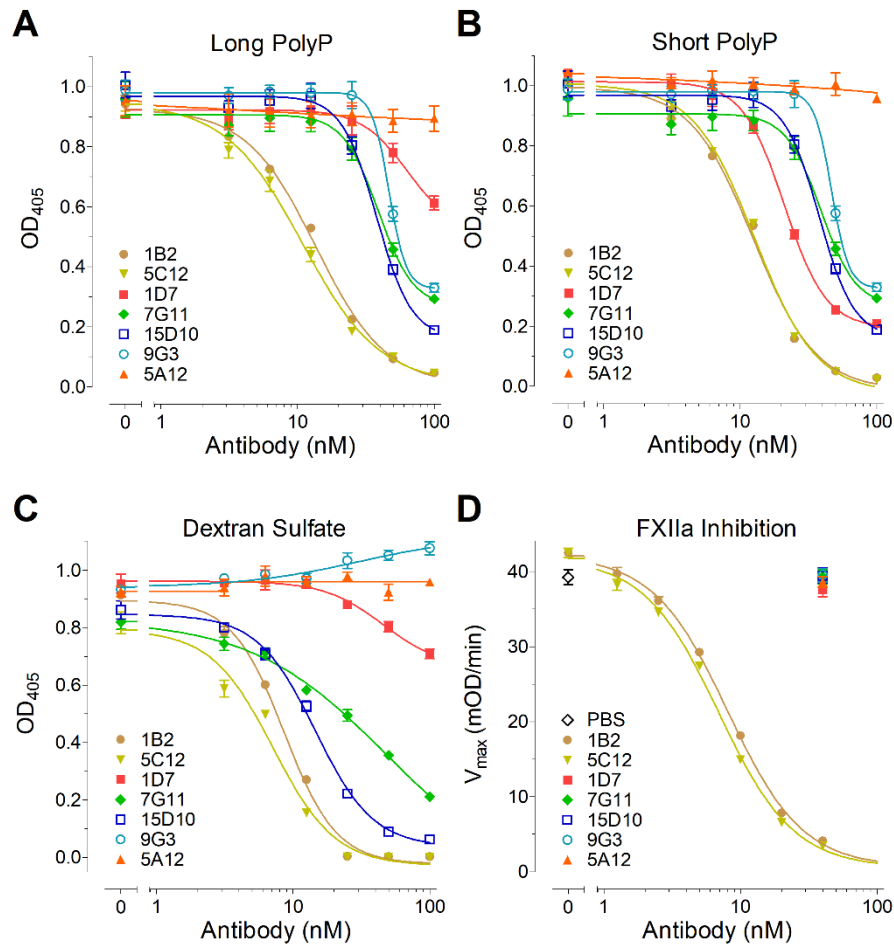 A
Long PolyP
OD405
1.0
0.8
0.6
0.4
0.2
0.0
1B2
5C12
1D7
7G11
15D10
9G3
5A12
0 1 10 100
Antibody (nM)
B
Short PolyP
OD405
1.0
0.8
0.6
0.4
0.2
0.0
1B2
5C12
1D7
7G11
15D10
9G3
5A12
0 1 10 100
Antibody (nM)
C
Dextran Sulfate
OD405
1.0
0.8
0.6
0.4
0.2
0.0
1B2
5C12
1D7
7G11
15D10
9G3
5A12
0 1 10 100
Antibody (nM)
D
FXIIa Inhibition
Vmax (mOD/min)
40
30
20
10
0
PBS
1B2
5C12
1D7
7G11
15D10
9G3
5A12
0 1 10 100
Antibody (nM)